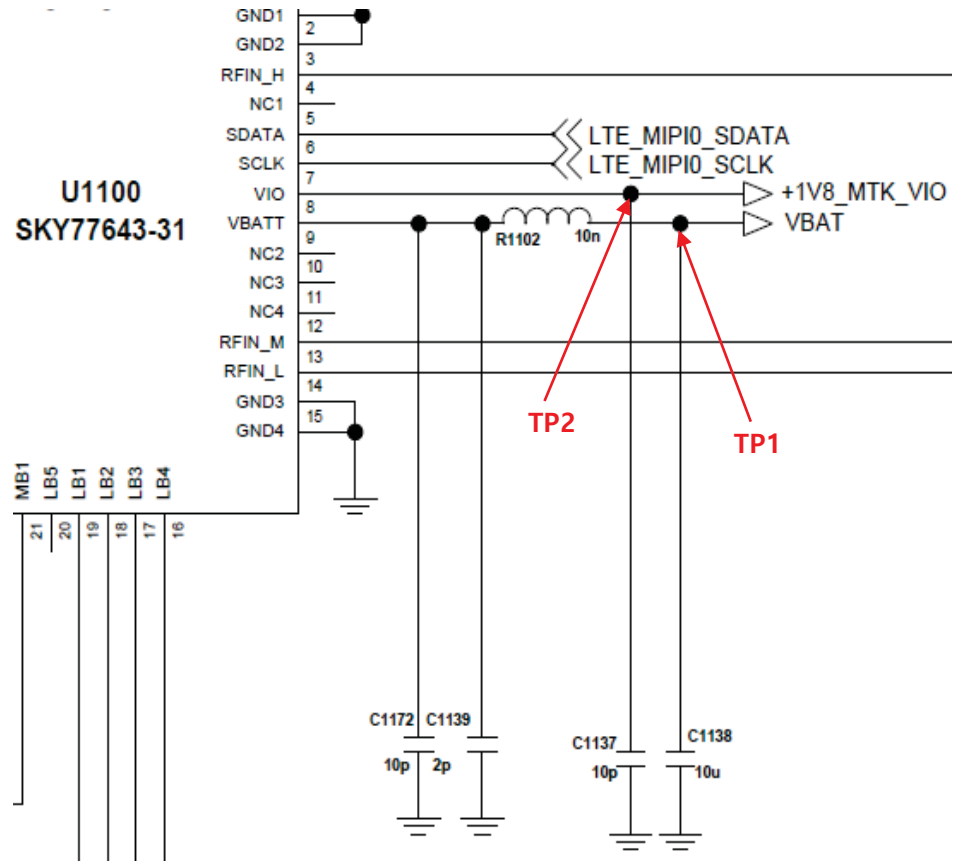 GND1
2
GND2
3
RFIN_H
4
NC1
5
SDATA
LTE_MIPI0_SDATA
6
SCLK
LTE_MIPI0_SCLK
7
VIO
+1V8_MTK_VIO
U1100
SKY77643-31
8
VBATT
R1102
10n
VBAT
9
NC2
10
NC3
11
NC4
12
RFIN_M
13
RFIN_L
14
GND3
15
GND4
TP2
TP1
MB1
LB5
LB1
LB2
LB3
LB4
21
20
19
18
17
16
C1172
C1139
10p
2p
C1137
10p
C1138
10u